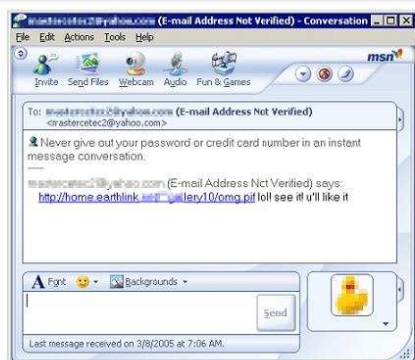 (E-mail Address Not Verified) - Conversation
File Edit Actions Tools Help
msn
Invite Send Files Webcam Audio Fun & Games
To: (E-mail Address Not Verified)
<mastercetec2@yahoo.com>
Never give out your password or credit card number in an instant
message conversation.
(E-mail Address Not Verified) says:
http://home.earthlink. llery10/omg.pif lol! see it! u'll like it
A Font Backgrounds
Send
Last message received on 3/8/2005 at 7:06 AM.